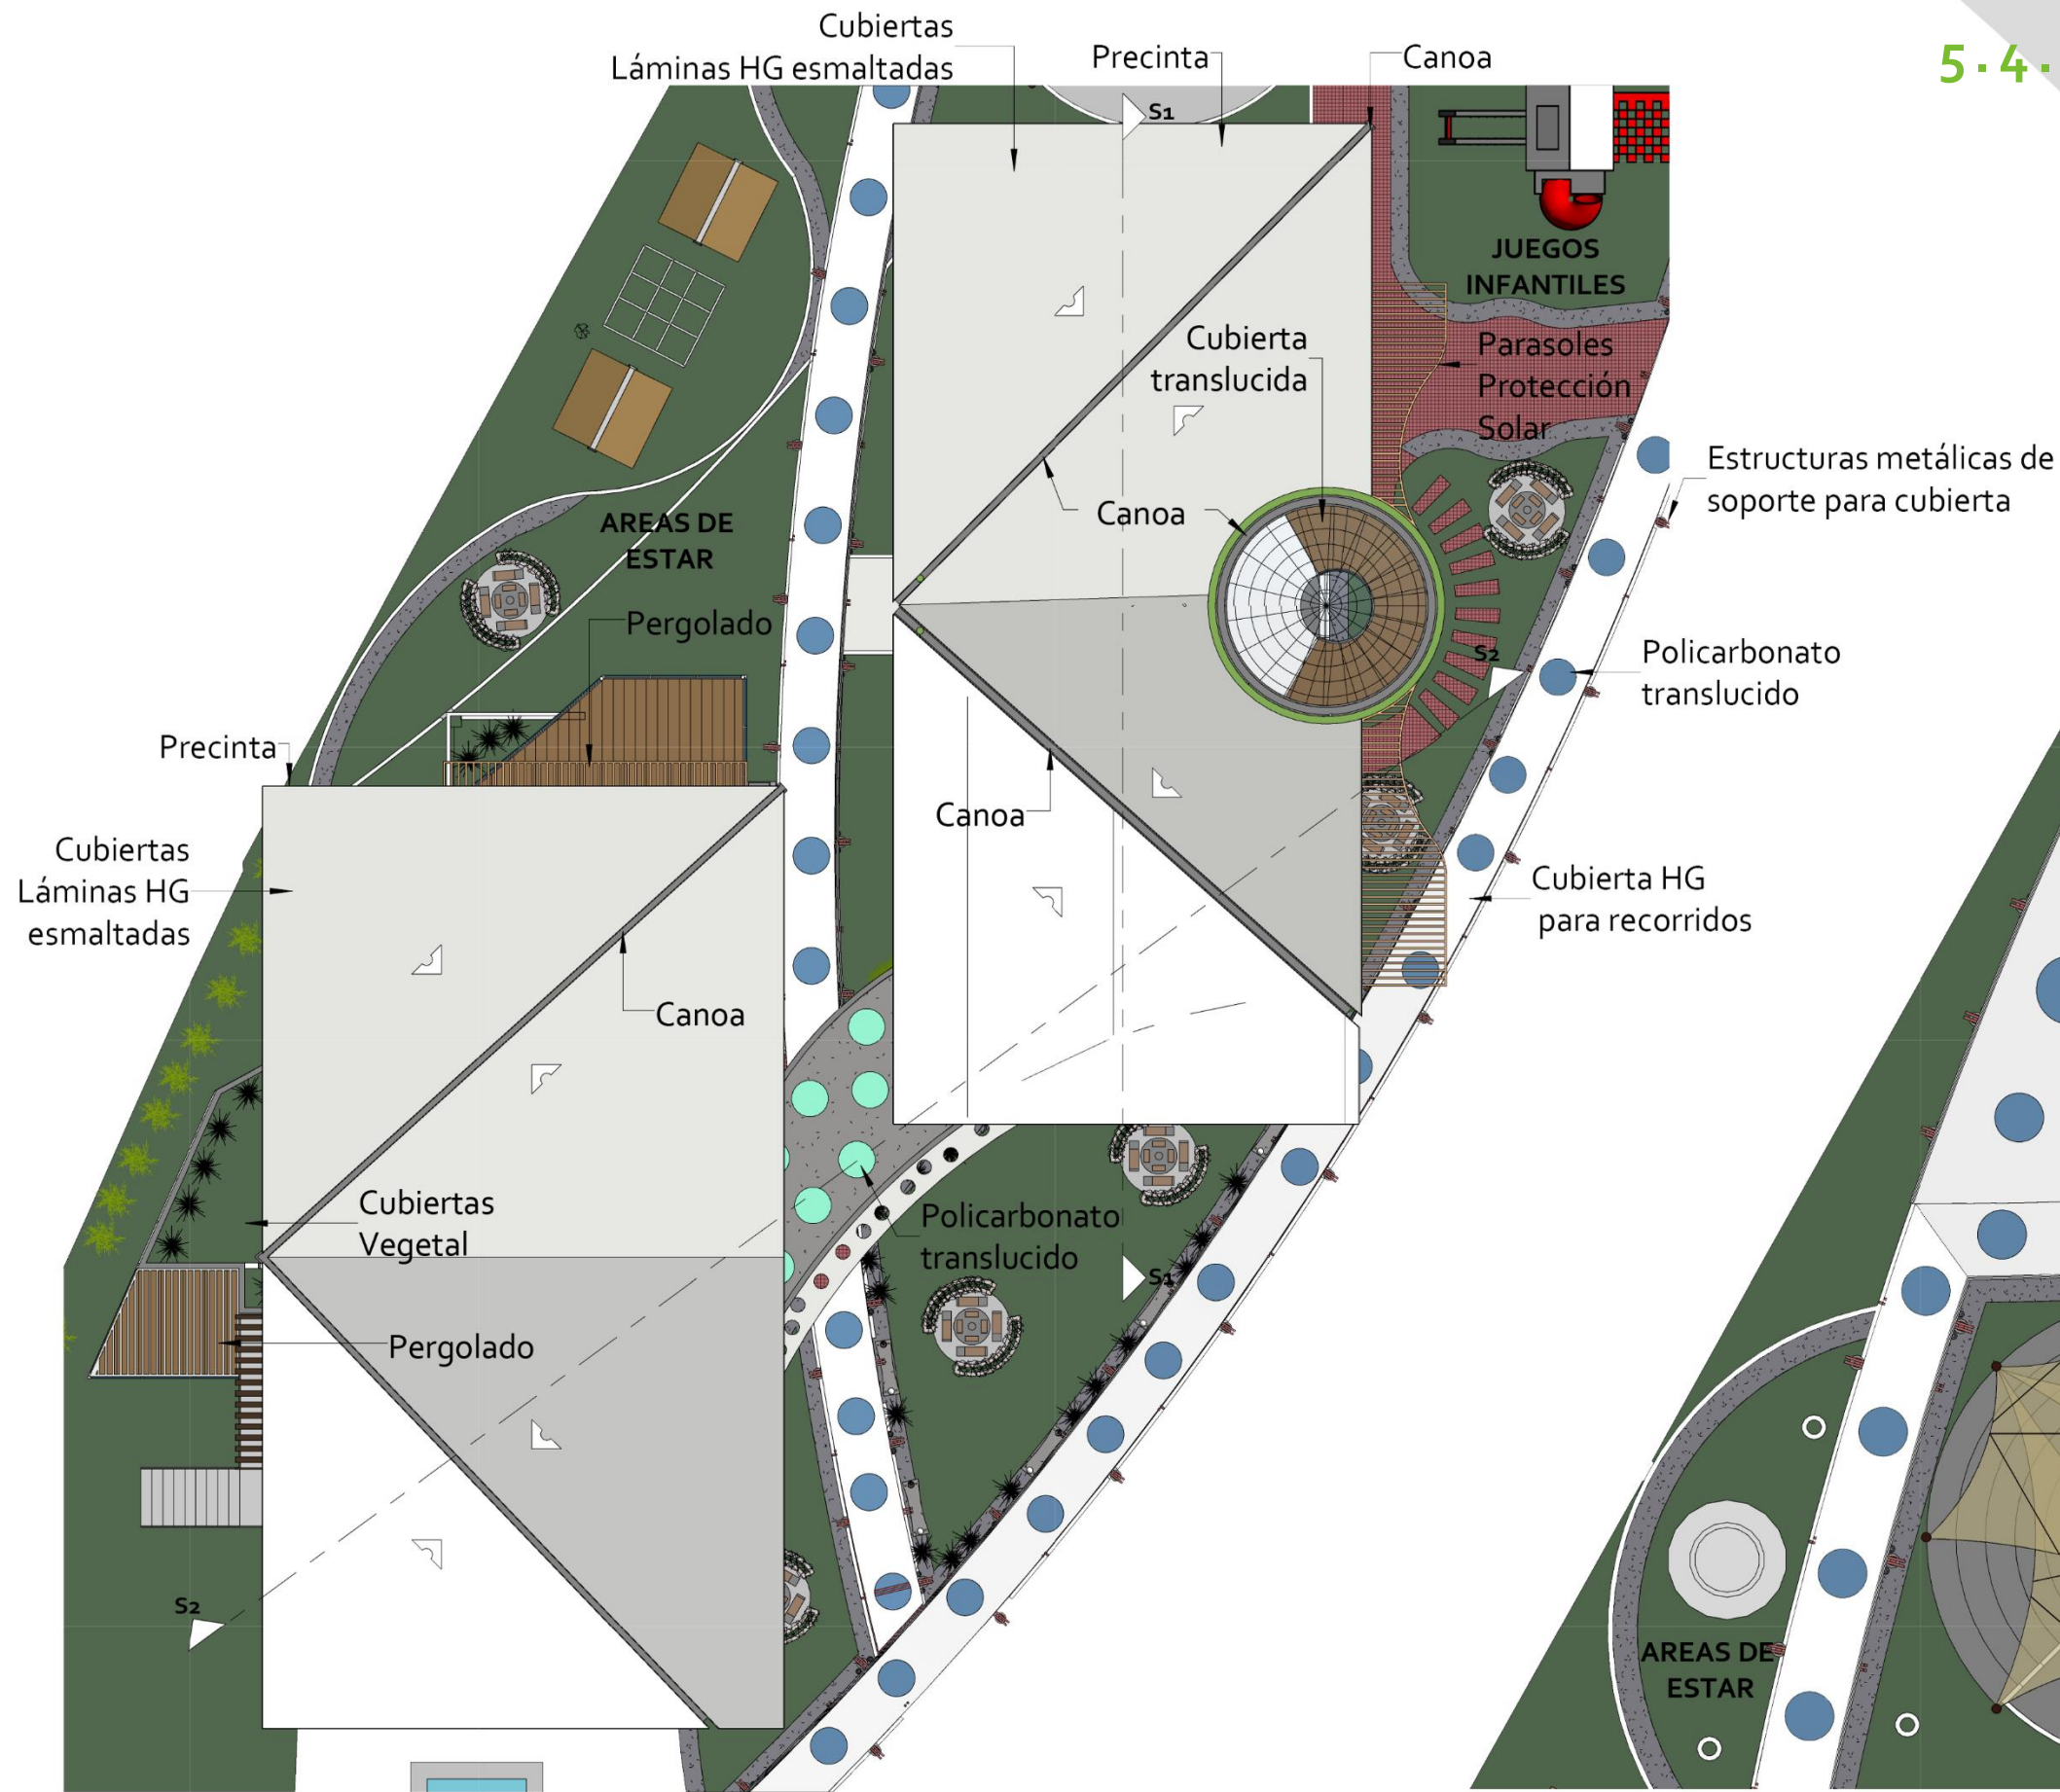 Cubiertas
Láminas HG esmaltadas
Precinta
Canoa
5.4.
S1
JUEGOS
INFANTILES
Cubierta
translucida
Parasoles
Protección
Solar
Estructuras metálicas de
soporte para cubierta
Canoa
AREAS DE
ESTAR
Pergolado
S2
Policarbonato
translucido
Precinta
Canoa
Cubiertas
Láminas HG
esmaltadas
Cubierta HG
para recorridos
Canoa
Cubiertas
Vegetal
Policarbonato
translucido
S1
Pergolado
S2
AREAS DE
ESTAR